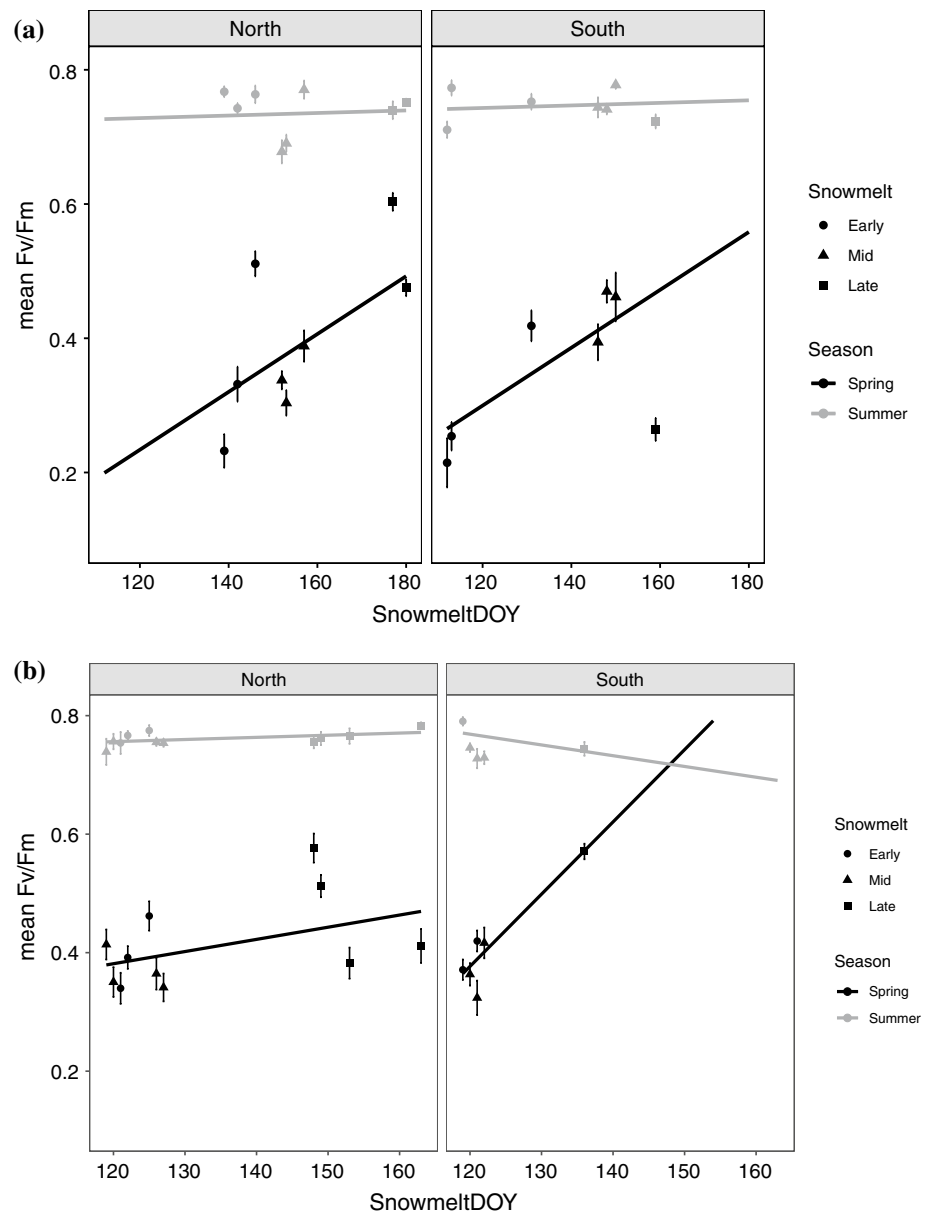 (a)
North South
0.8
0.6
0.4
0.2
mean Fv/Fm
120 140 160 180 120 140 160 180
SnowmeltDOY
Snowmelt
Early
Mid
Late
Season
Spring
Summer
(b)
North South
0.8
0.6
0.4
0.2
mean Fv/Fm
120 130 140 150 160 120 130 140 150 160
SnowmeltDOY
Snowmelt
Early
Mid
Late
Season
Spring
Summer